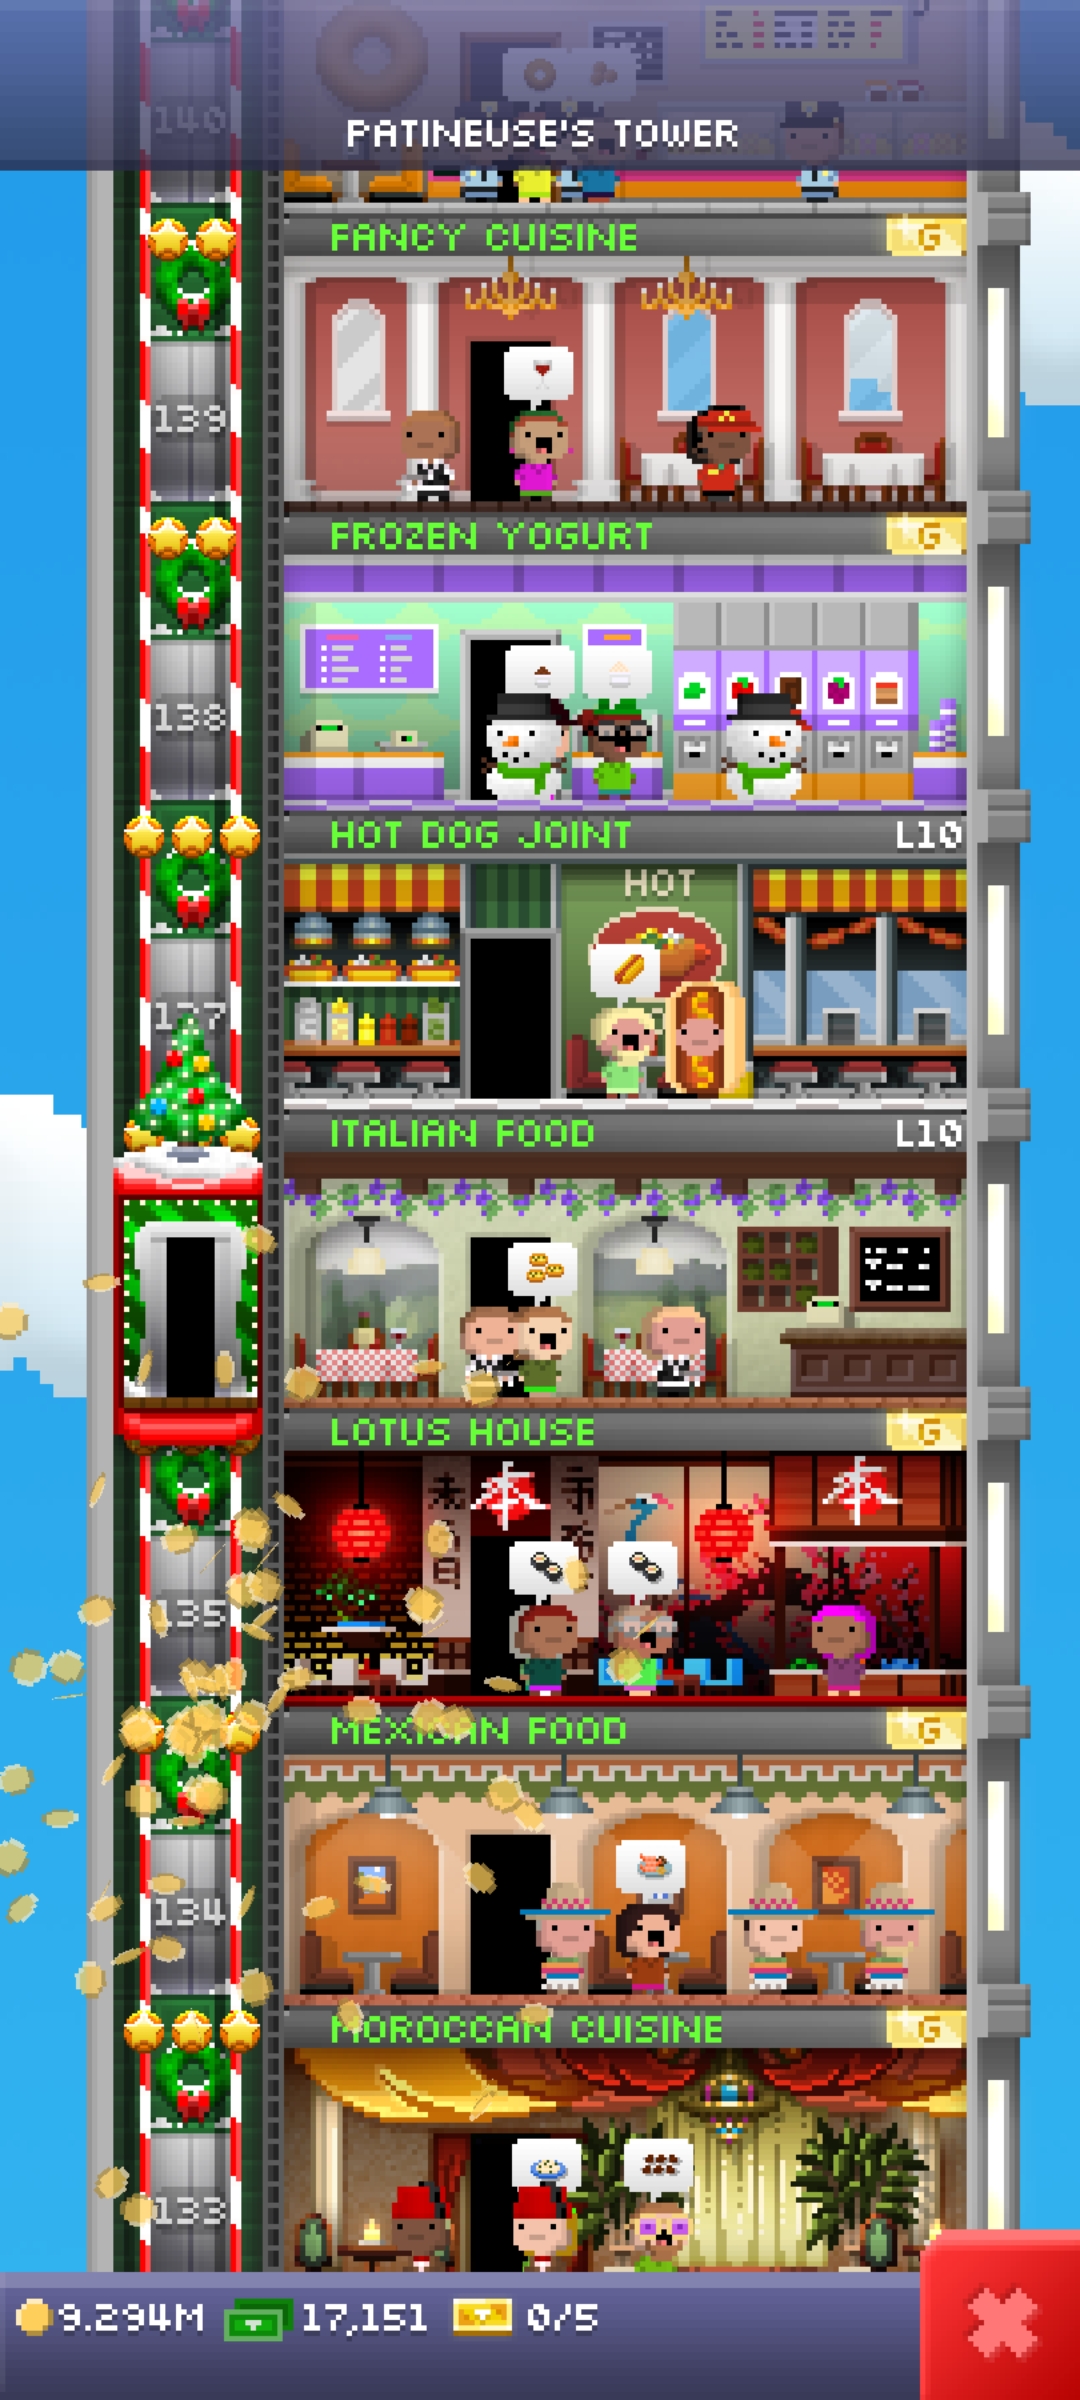 140
PATINEUSE'S TOWER
FANCY CUISINE G
139
FROZEN YOGURT G
138
HOT DOG JOINT L10
HOT
137
ITALIAN FOOD L10
LOTUS HOUSE G
135
MEXICAN FOOD G
134
MOROCCAN CUISINE G
133
9.294M 17,151 0/5